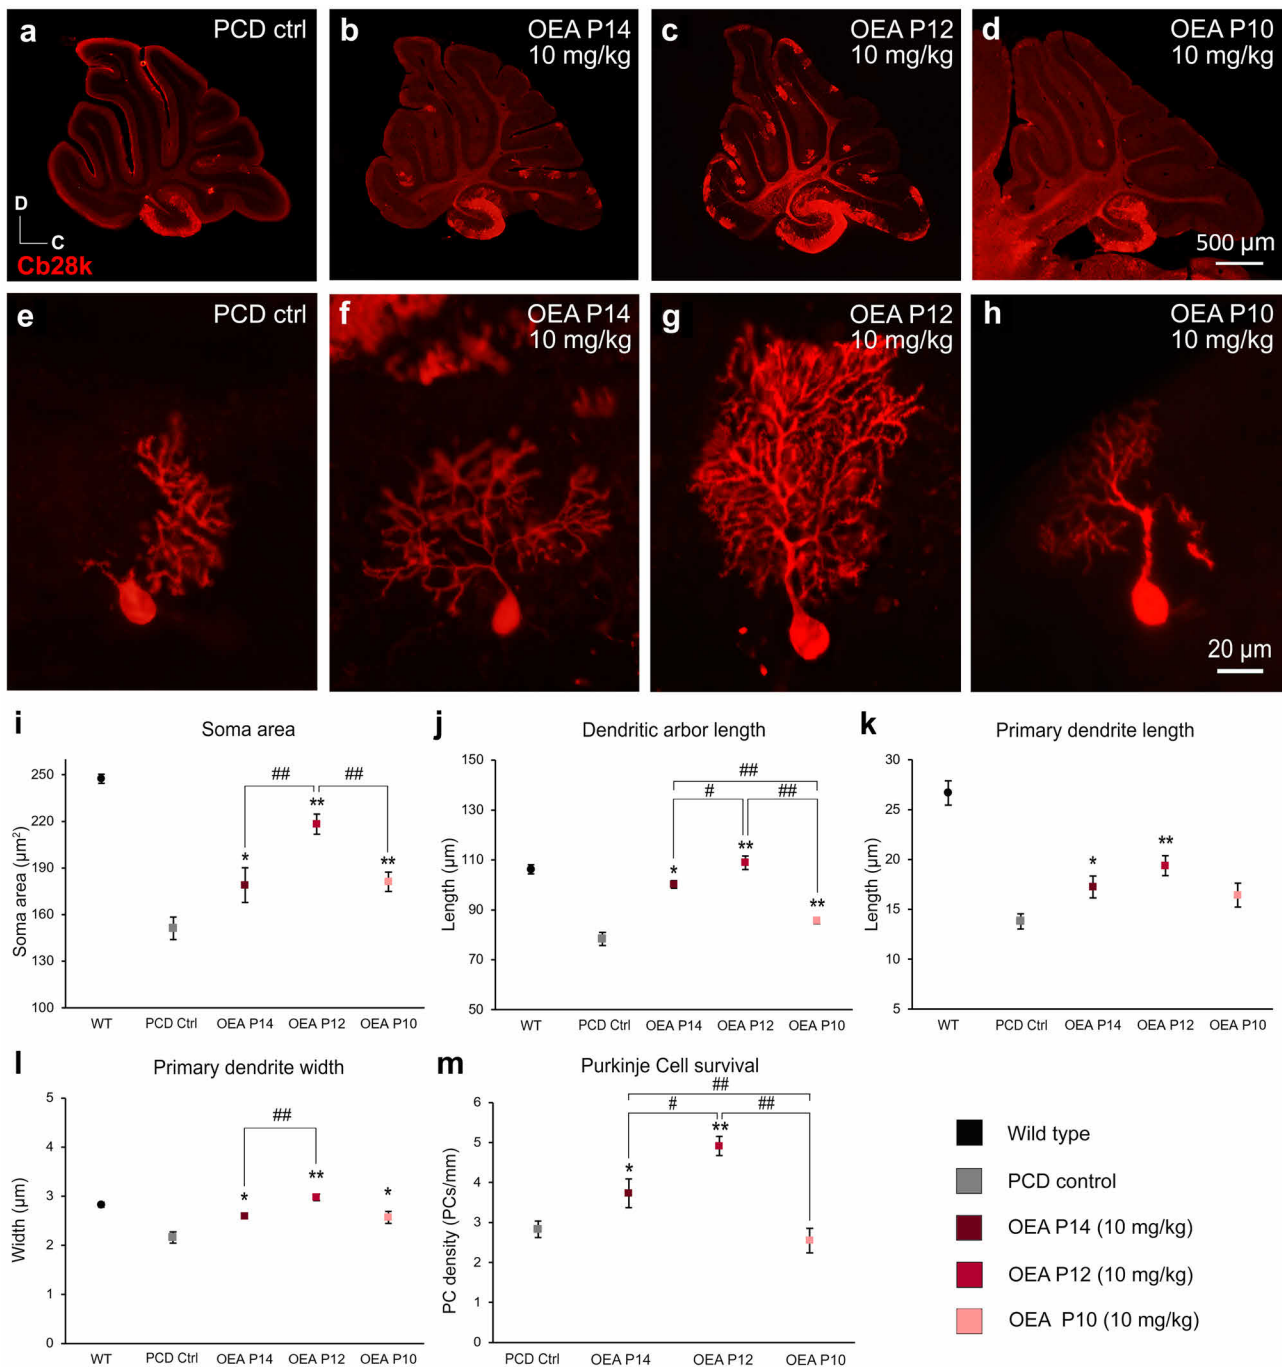 a
PCD ctrl
b
OEA P14
10 mg/kg
c
OEA P12
10 mg/kg
d
OEA P10
10 mg/kg
D
C
Cb28k
500 µm
e
PCD ctrl
f
OEA P14
10 mg/kg
g
OEA P12
10 mg/kg
h
OEA P10
10 mg/kg
20 µm
i
Soma area
Soma area (µm²)
250
220
190
160
130
100
##
##
*
**
**
WT
PCD Ctrl
OEA P14
OEA P12
OEA P10
j
Dendritic arbor length
Length (µm)
150
130
110
90
70
50
##
#
##
*
**
**
WT
PCD Ctrl
OEA P14
OEA P12
OEA P10
k
Primary dendrite length
Length (µm)
30
25
20
15
10
5
*
**
WT
PCD Ctrl
OEA P14
OEA P12
OEA P10
l
Primary dendrite width
Width (µm)
5
4
3
2
1
0
##
*
**
*
WT
PCD Ctrl
OEA P14
OEA P12
OEA P10
m
Purkinje Cell survival
PC density (PCs/mm)
6
5
4
3
2
1
0
##
#
##
*
**
PCD Ctrl
OEA P14
OEA P12
OEA P10
Wild type
PCD control
OEA P14 (10 mg/kg)
OEA P12 (10 mg/kg)
OEA P10 (10 mg/kg)